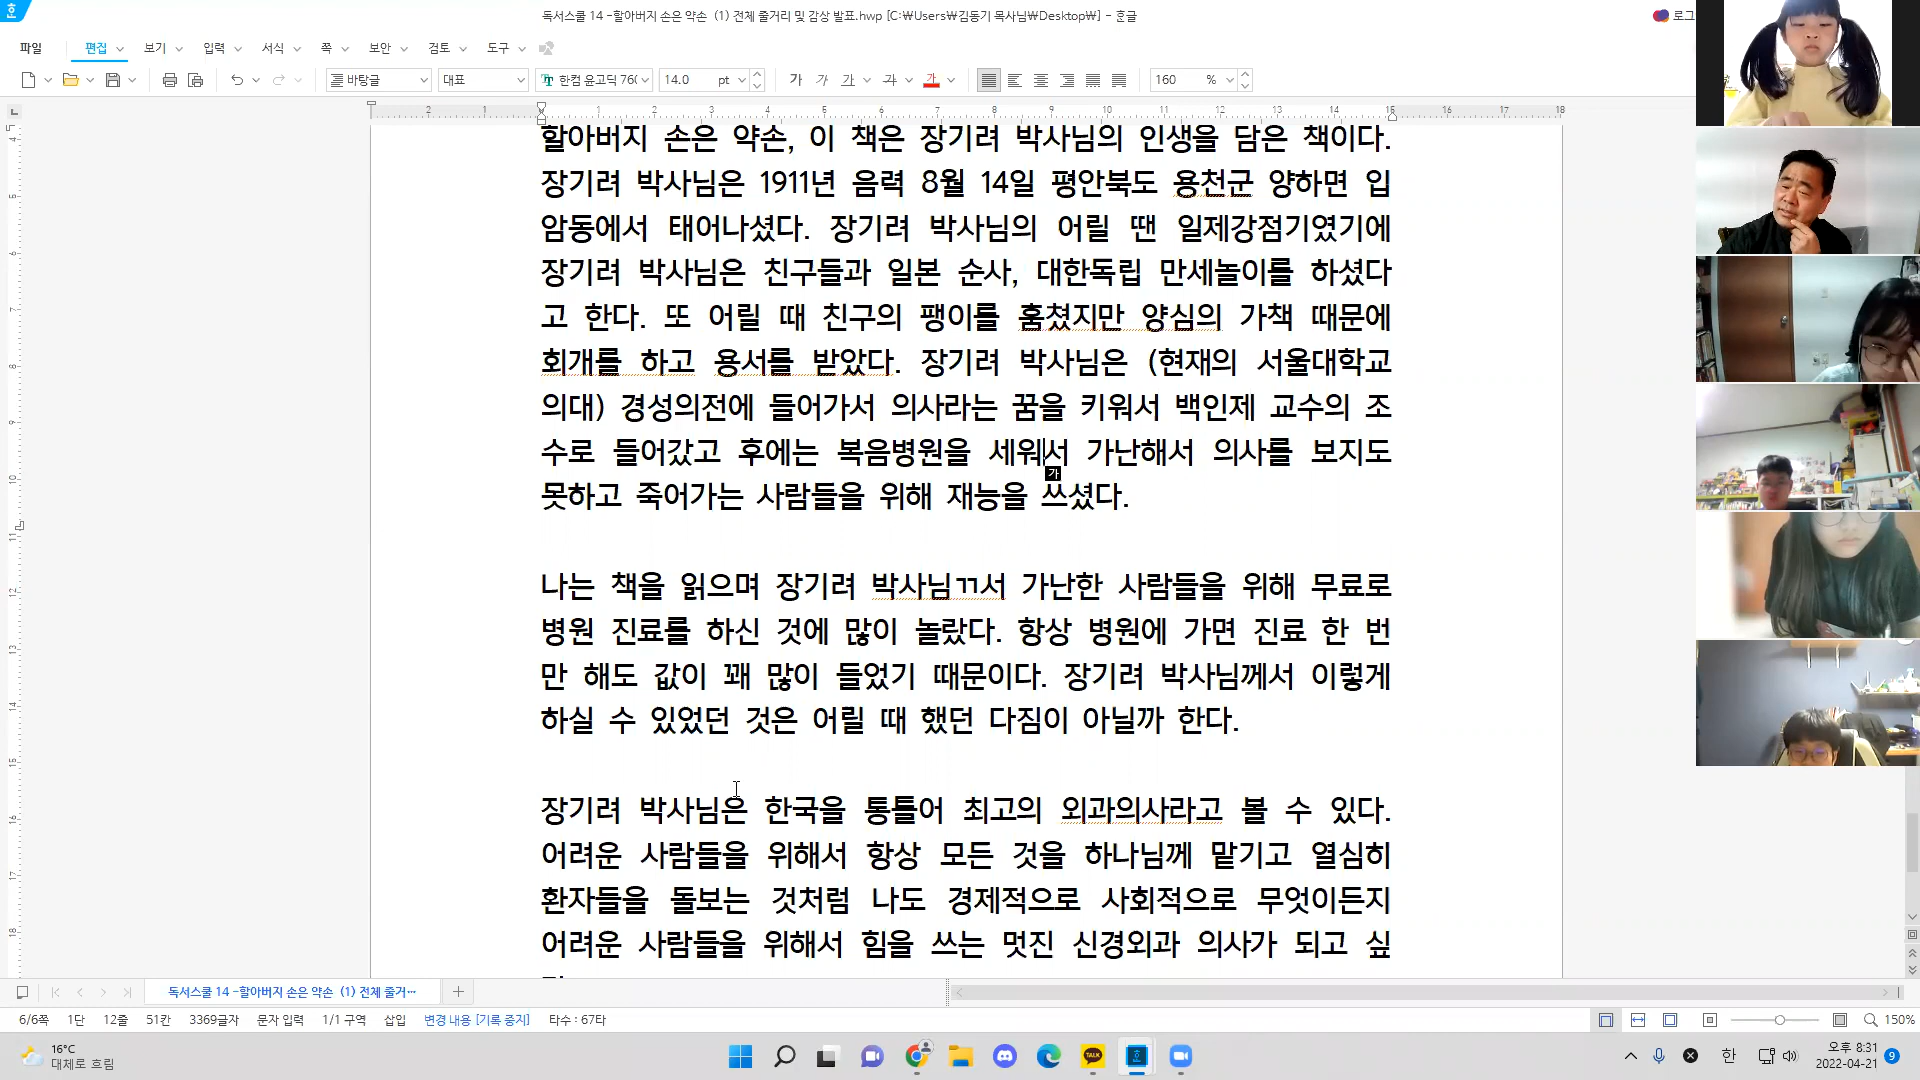 독서스쿨 14 -할아버지 손은 약손  (1) 전체 줄거리 및 감상 발표.hwp [C:₩Users₩김동기 목사님₩Desktop₩] - 흔글
로그
파일 편집 보기 입력 서식 쪽 보안 검토 도구
바탕글 대표 한컴 윤고딕 760 14.0 pt 가 가 가 가 가 160 %
2 1 1 2 3 4 5 6 7 8 9 10 11 12 13 14 15 16 17 18
할아버지 손은 약손, 이 책은 장기려 박사님의 인생을 담은 책이다.
장기려 박사님은 1911년 음력 8월 14일 평안북도 용천군 양하면 입
암동에서 태어나셨다. 장기려 박사님의 어릴 땐 일제강점기였기에
장기려 박사님은 친구들과 일본 순사, 대한독립 만세놀이를 하셨다
고 한다. 또 어릴 때 친구의 팽이를 훔쳤지만 양심의 가책 때문에
회개를 하고 용서를 받았다. 장기려 박사님은 (현재의 서울대학교
의대) 경성의전에 들어가서 의사라는 꿈을 키워서 백인제 교수의 조
수로 들어갔고 후에는 복음병원을 세워서 가난해서 의사를 보지도
가
못하고 죽어가는 사람들을 위해 재능을 쓰셨다.
나는 책을 읽으며 장기려 박사님ㄲ서 가난한 사람들을 위해 무료로
병원 진료를 하신 것에 많이 놀랐다. 항상 병원에 가면 진료 한 번
만 해도 값이 꽤 많이 들었기 때문이다. 장기려 박사님께서 이렇게
하실 수 있었던 것은 어릴 때 했던 다짐이 아닐까 한다.
장기려 박사님은 한국을 통틀어 최고의 외과의사라고 볼 수 있다.
어려운 사람들을 위해서 항상 모든 것을 하나님께 맡기고 열심히
환자들을 돌보는 것처럼 나도 경제적으로 사회적으로 무엇이든지
어려운 사람들을 위해서 힘을 쓰는 멋진 신경외과 의사가 되고 싶
독서스쿨 14 -할아버지 손은 약손  (1) 전체 줄거…
6/6쪽 1단 12줄 51칸 3369글자 문자 입력 1/1 구역 삽입 변경 내용 [기록 중지] 타수 : 67타 150%
16°C
대체로 흐림
TALK
한
오후 8:31
2022-04-21
9